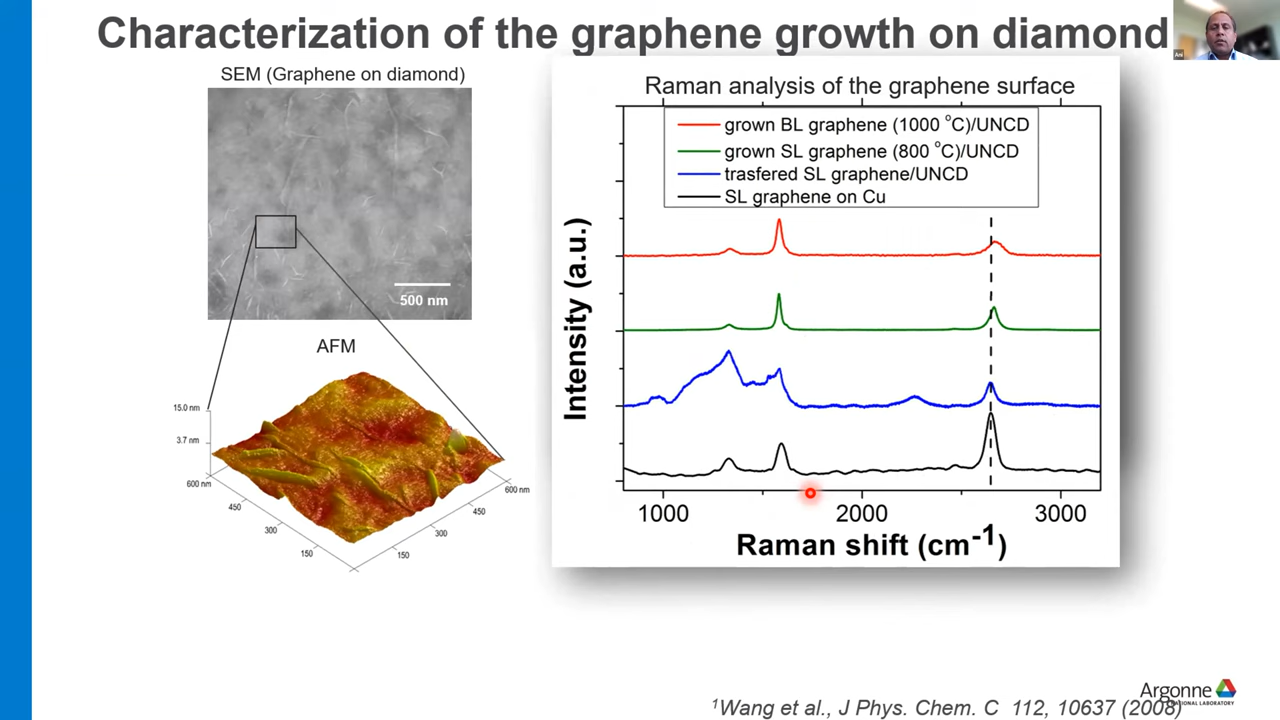 Characterization of the graphene growth on diamond
Ani
SEM (Graphene on diamond)
500 nm
AFM
15.0 nm
3.7 nm
600 nm
450
300
150
600 nm
450
300
150
Raman analysis of the graphene surface
grown BL graphene (1000 °C)/UNCD
grown SL graphene (800 °C)/UNCD
trasfered SL graphene/UNCD
SL graphene on Cu
Intensity (a.u.)
1000 2000 3000
Raman shift (cm-1)
Argonne
NATIONAL LABORATORY
1Wang et al., J Phys. Chem. C 112, 10637 (2008)